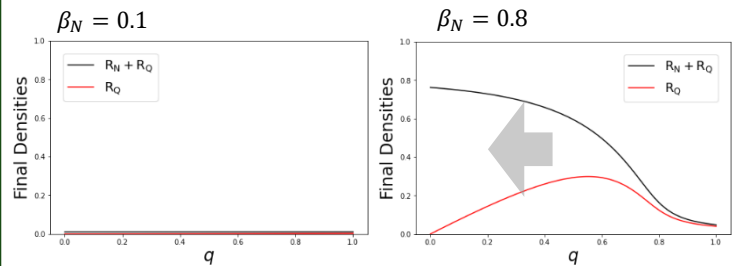 β_N = 0.1
Final Densities
1.0
0.8
0.6
0.4
0.2
0.0
R_N + R_Q
R_Q
0.0 0.2 0.4 0.6 0.8 1.0
q
β_N = 0.8
Final Densities
1.0
0.8
0.6
0.4
0.2
0.0
R_N + R_Q
R_Q
0.0 0.2 0.4 0.6 0.8 1.0
q